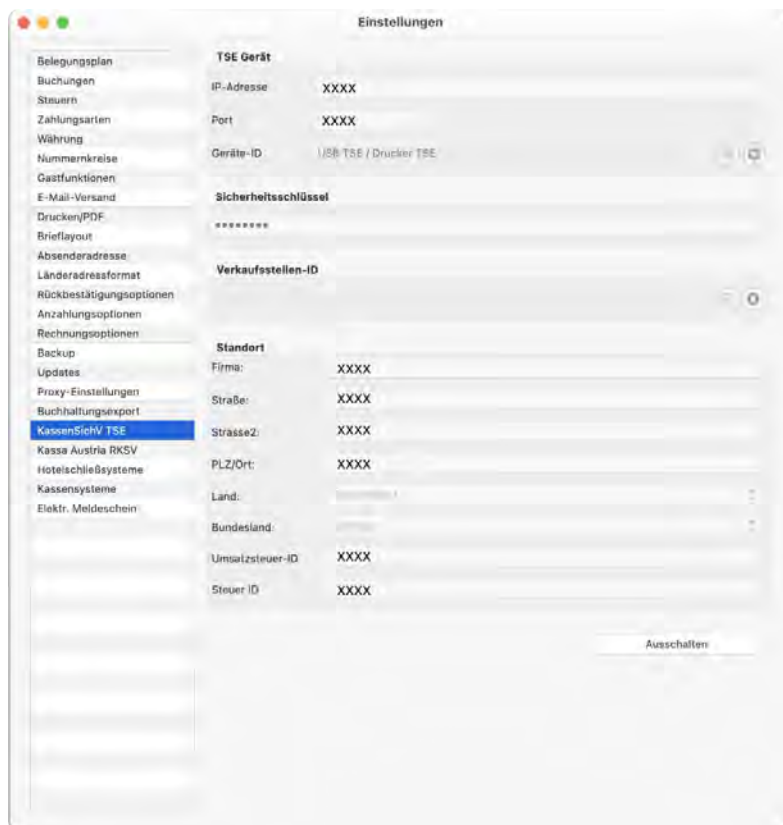 Einstellungen
Belegungsplan
Buchungen
Steuern
Zahlungsarten
Währung
Nummernkreise
Gastfunktionen
E-Mail-Versand
Drucken/PDF
Brieflayout
Absenderadresse
Länderadressformat
Rückbestätigungsoptionen
Anzahlungsoptionen
Rechnungsoptionen
Backup
Updates
Proxy-Einstellungen
Buchhaltungsexport
KassenSichV TSE
Kassa Austria RKSV
Hotelschließsysteme
Kassensysteme
Elektr. Meldeschein
TSE Gerät
IP-Adresse XXXX
Port XXXX
Geräte-ID USB TSE / Drucker TSE
Sicherheitsschlüssel
********
Verkaufsstellen-ID
Standort
Firma: XXXX
Straße: XXXX
Strasse2: XXXX
PLZ/Ort: XXXX
Land:
Bundesland:
Umsatzsteuer-ID XXXX
Steuer ID XXXX
Ausschalten